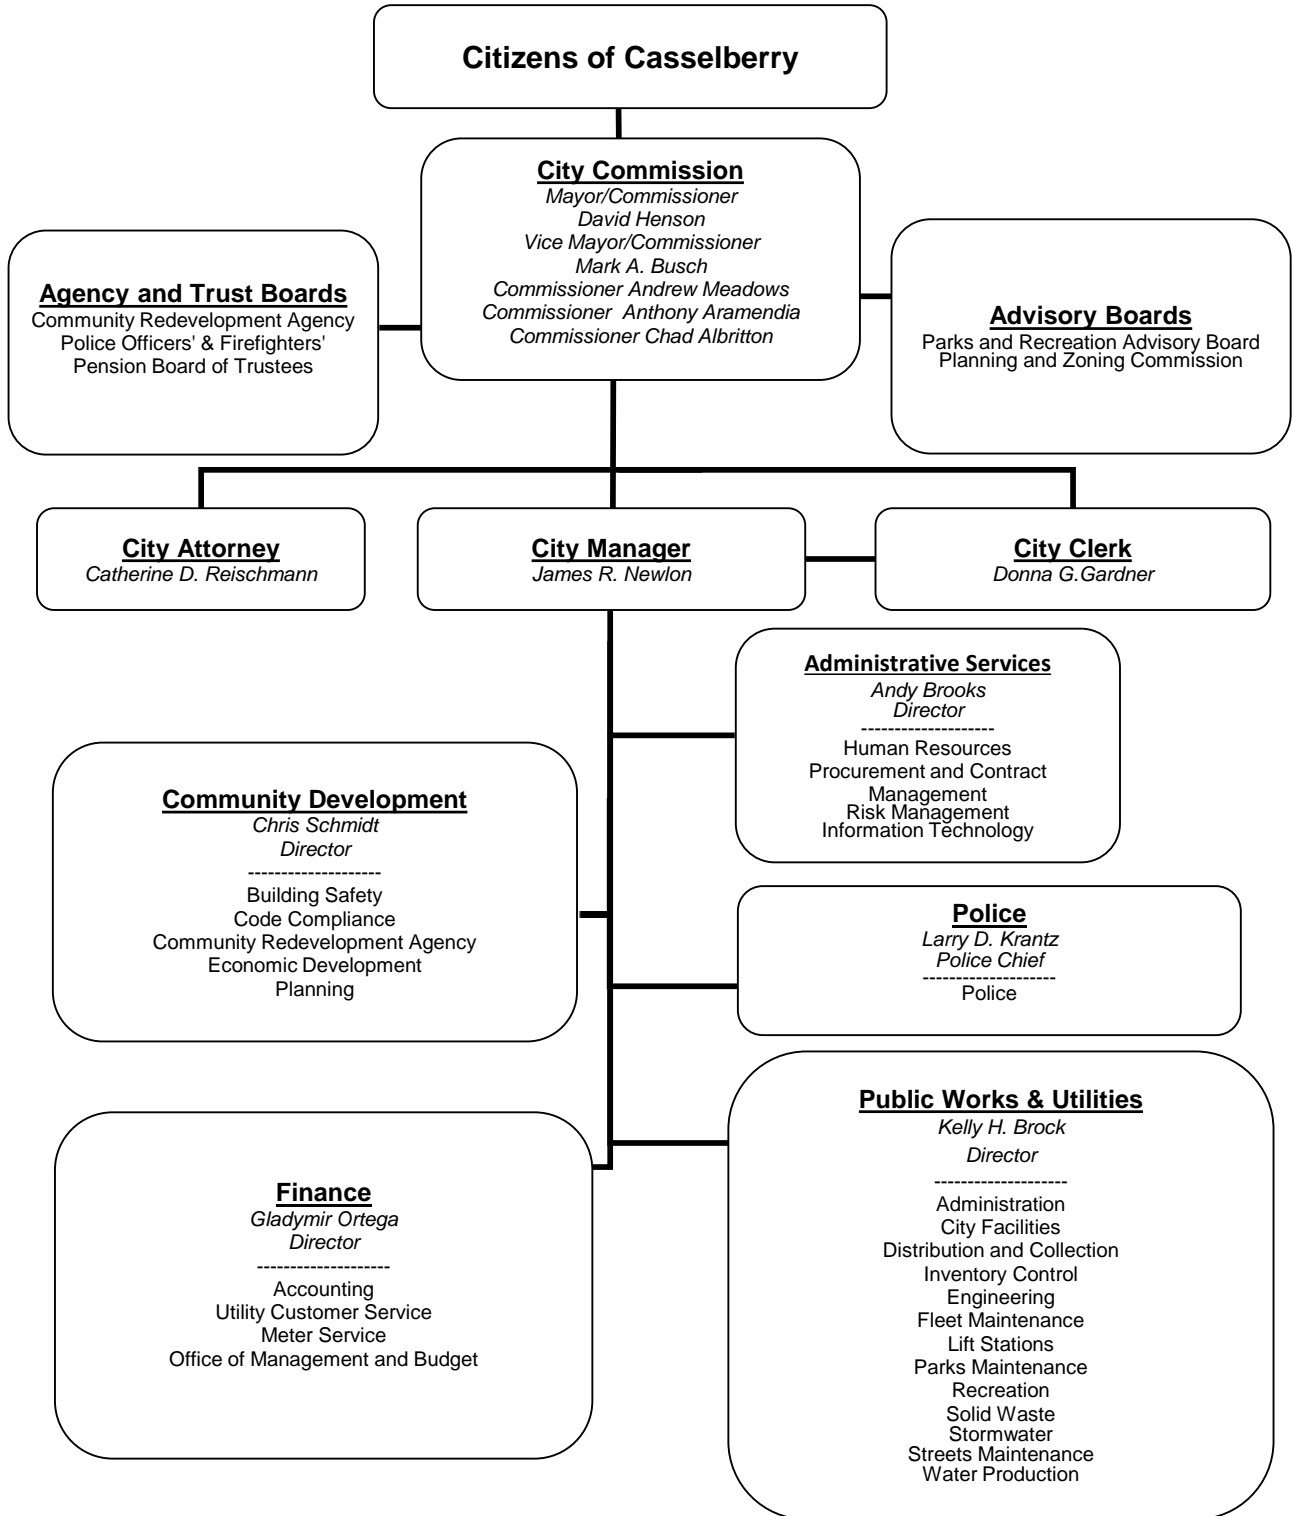 Citizens of Casselberry
City Commission
Mayor/Commissioner
David Henson
Vice Mayor/Commissioner
Mark A. Busch
Commissioner Andrew Meadows
Commissioner  Anthony Aramendia
Commissioner Chad Albritton
Agency and Trust Boards
Community Redevelopment Agency
Police Officers' & Firefighters'
Pension Board of Trustees
Advisory Boards
Parks and Recreation Advisory Board
Planning and Zoning Commission
City Attorney
Catherine D. Reischmann
City Manager
James R. Newlon
City Clerk
Donna G.Gardner
Administrative Services
Andy Brooks
Director
--------------------
Human Resources
Procurement and Contract
Management
Risk Management
Information Technology
Community Development
Chris Schmidt
Director
--------------------
Building Safety
Code Compliance
Community Redevelopment Agency
Economic Development
Planning
Police
Larry D. Krantz
Police Chief
--------------------
Police
Public Works & Utilities
Kelly H. Brock
Director
--------------------
Administration
City Facilities
Distribution and Collection
Inventory Control
Engineering
Fleet Maintenance
Lift Stations
Parks Maintenance
Recreation
Solid Waste
Stormwater
Streets Maintenance
Water Production
Finance
Gladymir Ortega
Director
--------------------
Accounting
Utility Customer Service
Meter Service
Office of Management and Budget